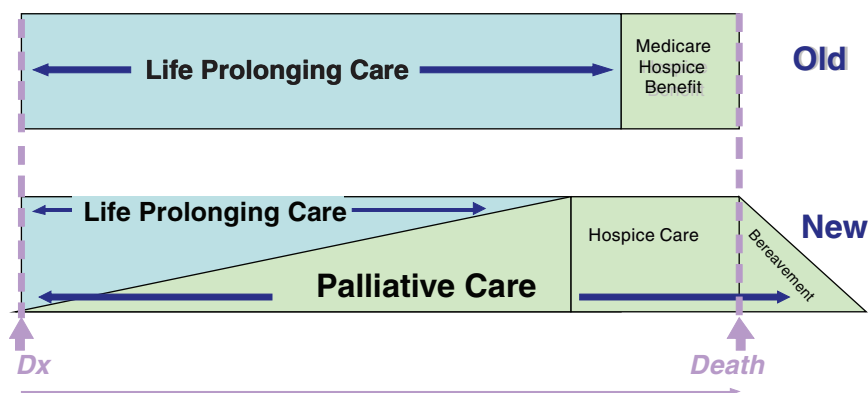 Life Prolonging Care
Medicare
Hospice
Benefit
Old
Life Prolonging Care
Palliative Care
Hospice Care
Bereavement
New
Dx
Death